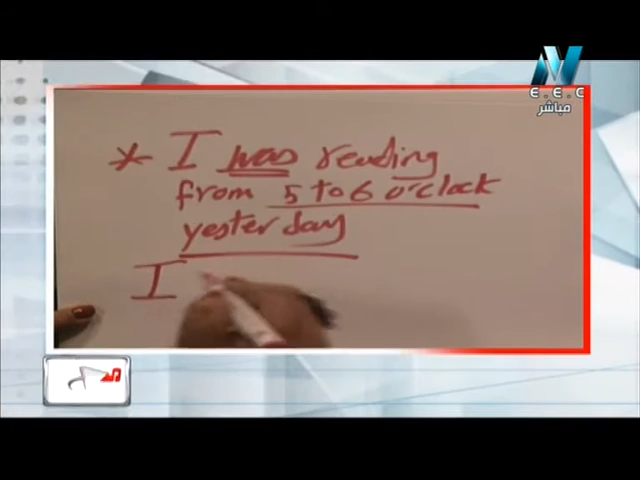 E.E.C
مباشر
* I was reading
from 5 to 6 o'clock
yesterday
I